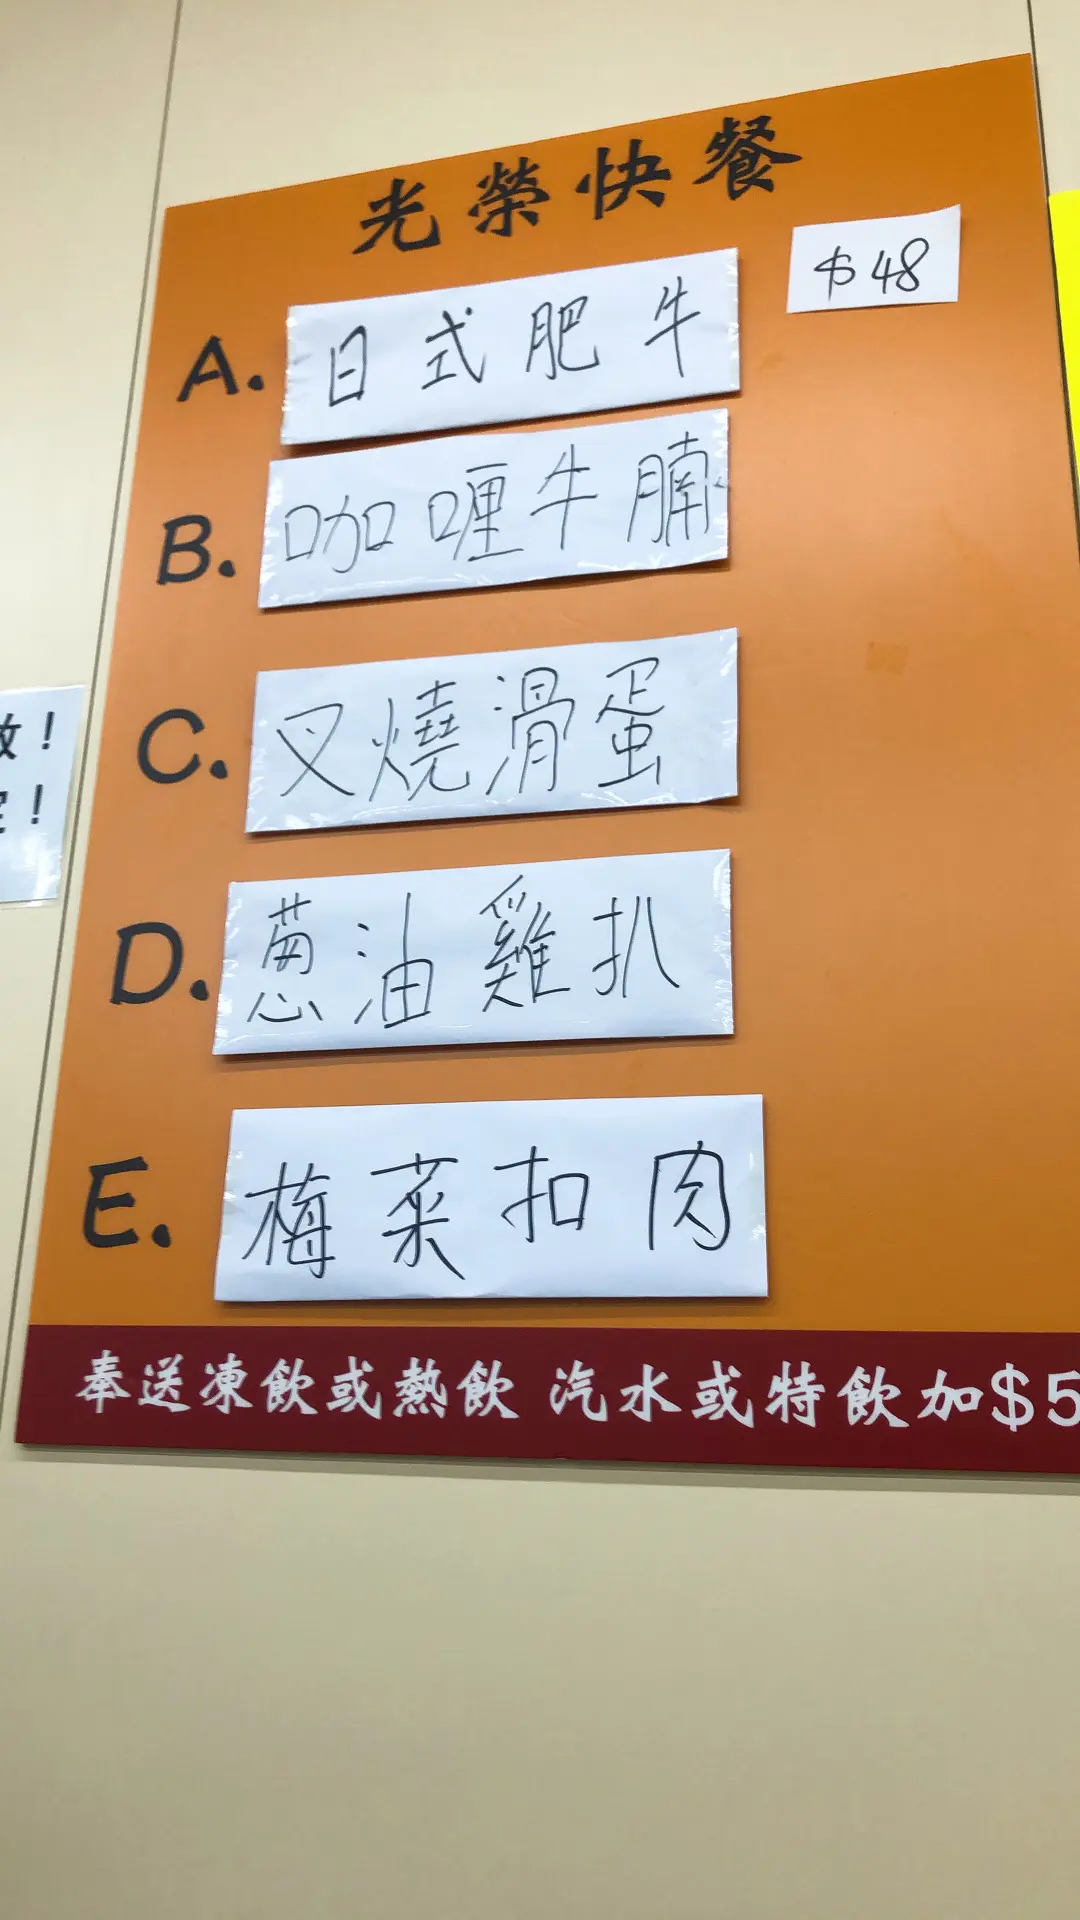 光榮快餐
$48
A. 日式肥牛
B. 咖喱牛腩
C. 叉燒滑蛋
D. 葱油雞扒
E. 梅菜扣肉
奉送凍飲或熱飲 汽水或特飲加$5
！
！